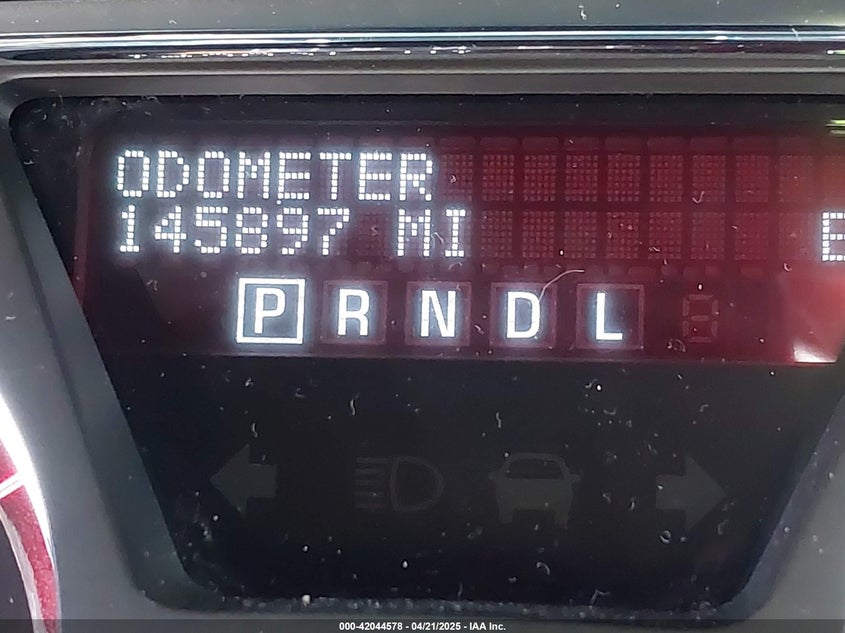 ODOMETER
145897 MI E
P R N D L
000-42044578 - 04/21/2025 - IAA Inc.